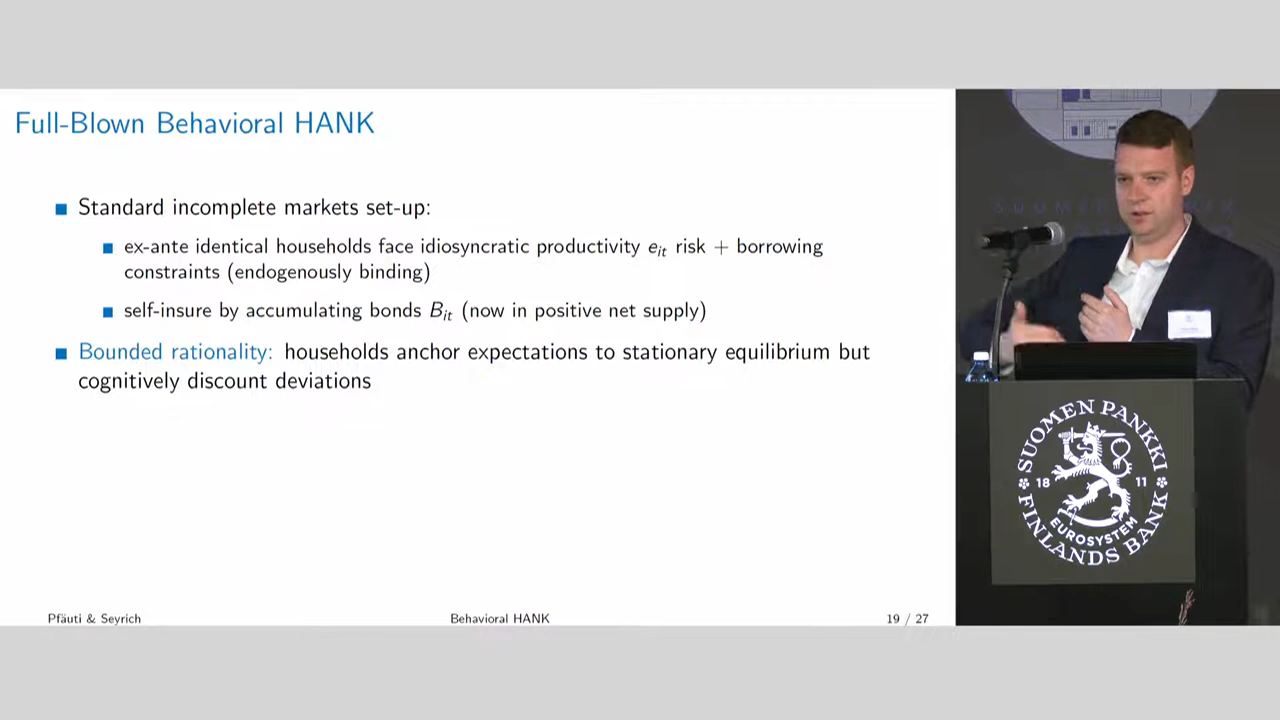 Full-Blown Behavioral HANK
Standard incomplete markets set-up:
ex-ante identical households face idiosyncratic productivity eit risk + borrowing
constraints (endogenously binding)
self-insure by accumulating bonds Bit (now in positive net supply)
Bounded rationality: households anchor expectations to stationary equilibrium but
cognitively discount deviations
Pfäuti & Seyrich
Behavioral HANK
19 / 27
SUOMEN PANKKI
18 11
EUROSYSTEM
FINLANDS BANK